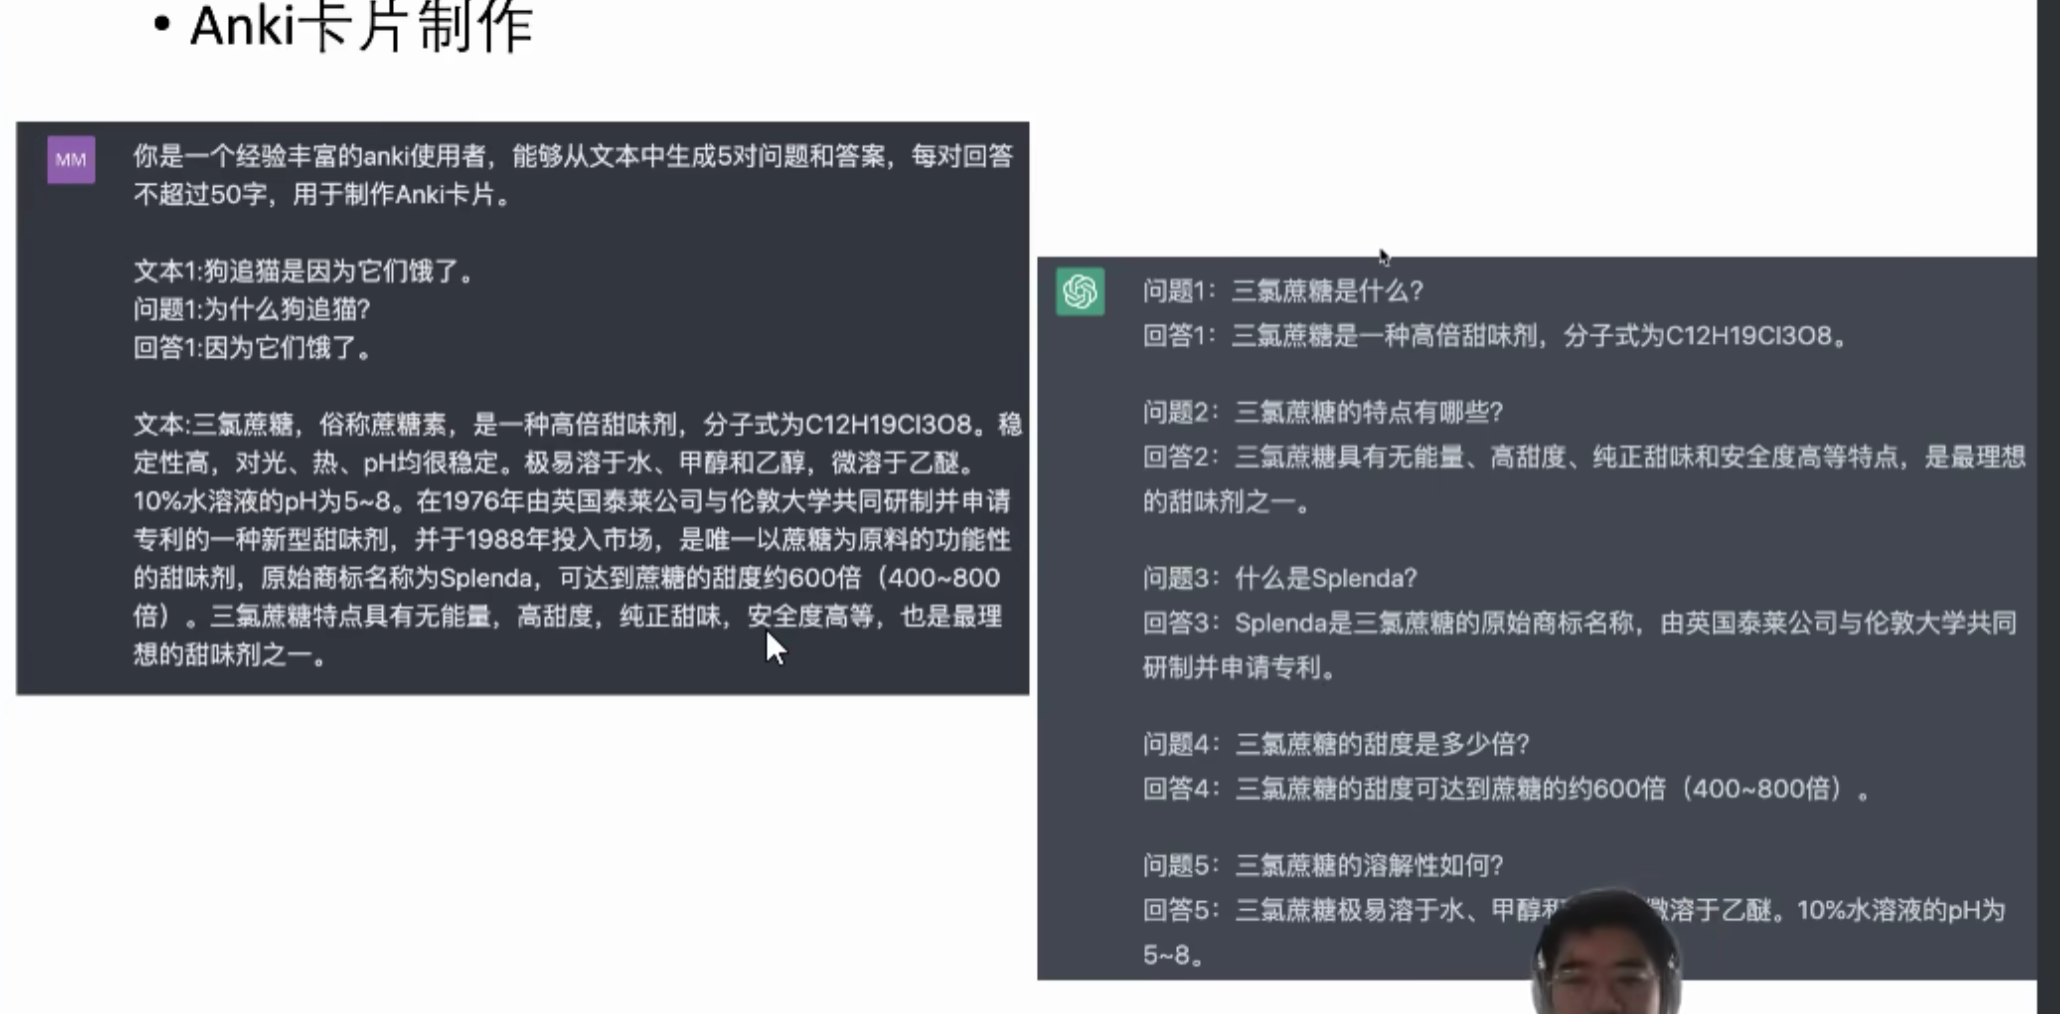 • Anki卡片制作
MM
你是一个经验丰富的anki使用者，能够从文本中生成5对问题和答案，每对回答
不超过50字，用于制作Anki卡片。
文本1:狗追猫是因为它们饿了。
问题1:为什么狗追猫?
回答1:因为它们饿了。
文本:三氯蔗糖，俗称蔗糖素，是一种高倍甜味剂，分子式为C12H19Cl3O8。稳
定性高，对光、热、pH均很稳定。极易溶于水、甲醇和乙醇，微溶于乙醚。
10%水溶液的pH为5~8。在1976年由英国泰莱公司与伦敦大学共同研制并申请
专利的一种新型甜味剂，并于1988年投入市场，是唯一以蔗糖为原料的功能性
的甜味剂，原始商标名称为Splenda，可达到蔗糖的甜度约600倍（400~800
倍）。三氯蔗糖特点具有无能量，高甜度，纯正甜味，安全度高等，也是最理
想的甜味剂之一。
问题1：三氯蔗糖是什么?
回答1：三氯蔗糖是一种高倍甜味剂，分子式为C12H19Cl3O8。
问题2：三氯蔗糖的特点有哪些?
回答2：三氯蔗糖具有无能量、高甜度、纯正甜味和安全度高等特点，是最理想
的甜味剂之一。
问题3：什么是Splenda?
回答3：Splenda是三氯蔗糖的原始商标名称，由英国泰莱公司与伦敦大学共同
研制并申请专利。
问题4：三氯蔗糖的甜度是多少倍?
回答4：三氯蔗糖的甜度可达到蔗糖的约600倍（400~800倍）。
问题5：三氯蔗糖的溶解性如何?
回答5：三氯蔗糖极易溶于水、甲醇和 微溶于乙醚。10%水溶液的pH为
5~8。